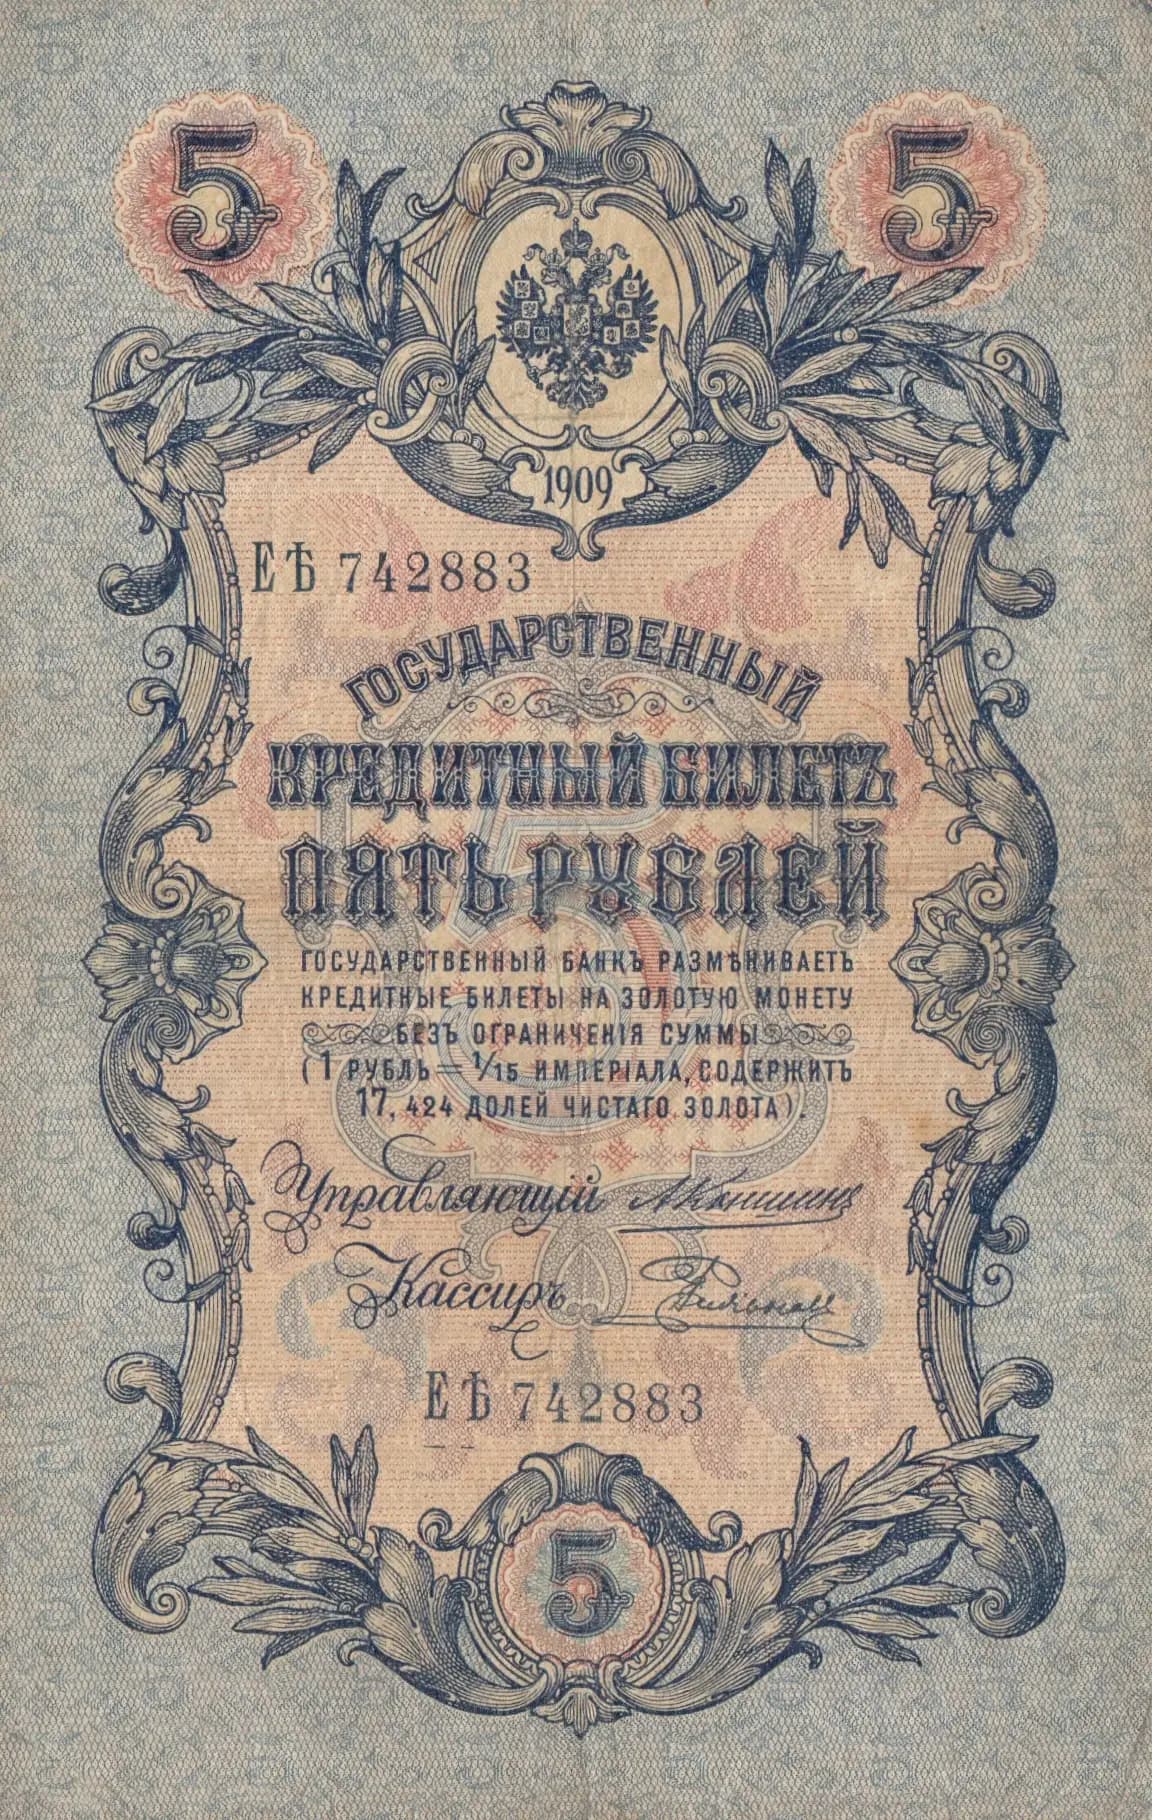 5 5
1909
ЕѢ 742883
ГОСУДАРСТВЕННЫЙ
КРЕДИТНЫЙ БИЛЕТЪ
ПЯТЬ РУБЛЕЙ
ГОСУДАРСТВЕННЫЙ БАНКЪ РАЗМѢНИВАЕТЪ
КРЕДИТНЫЕ БИЛЕТЫ НА ЗОЛОТУЮ МОНЕТУ
БЕЗЪ ОГРАНИЧЕНІЯ СУММЫ
(1 РУБЛЬ = 1/15 ИМПЕРІАЛА, СОДЕРЖИТЪ
17, 424 ДОЛЕЙ ЧИСТАГО ЗОЛОТА).
Управляющій
Кассиръ
ЕѢ 742883
5